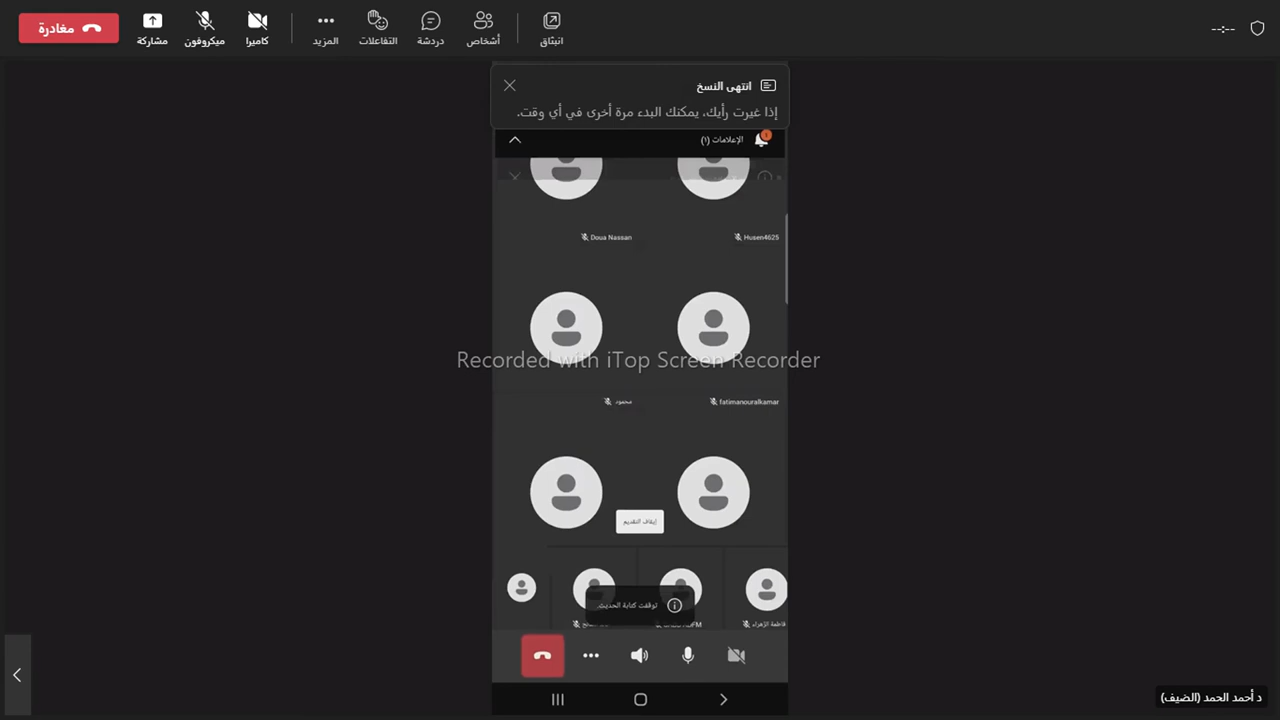 مغادرة
مشاركة
ميكروفون
كاميرا
المزيد
التفاعلات
دردشة
أشخاص
انبثاق
--:--
انتهى النسخ
إذا غيرت رأيك، يمكنك البدء مرة أخرى في أي وقت.
الإعلامات (١)
Doua Nassan
Husen4625
Recorded with iTop Screen Recorder
محمود
fatimanouralkamar
إيقاف التقديم
توقفت كتابة الحديث.
فاطمة الزهراء
د أحمد الحمد (الضيف)